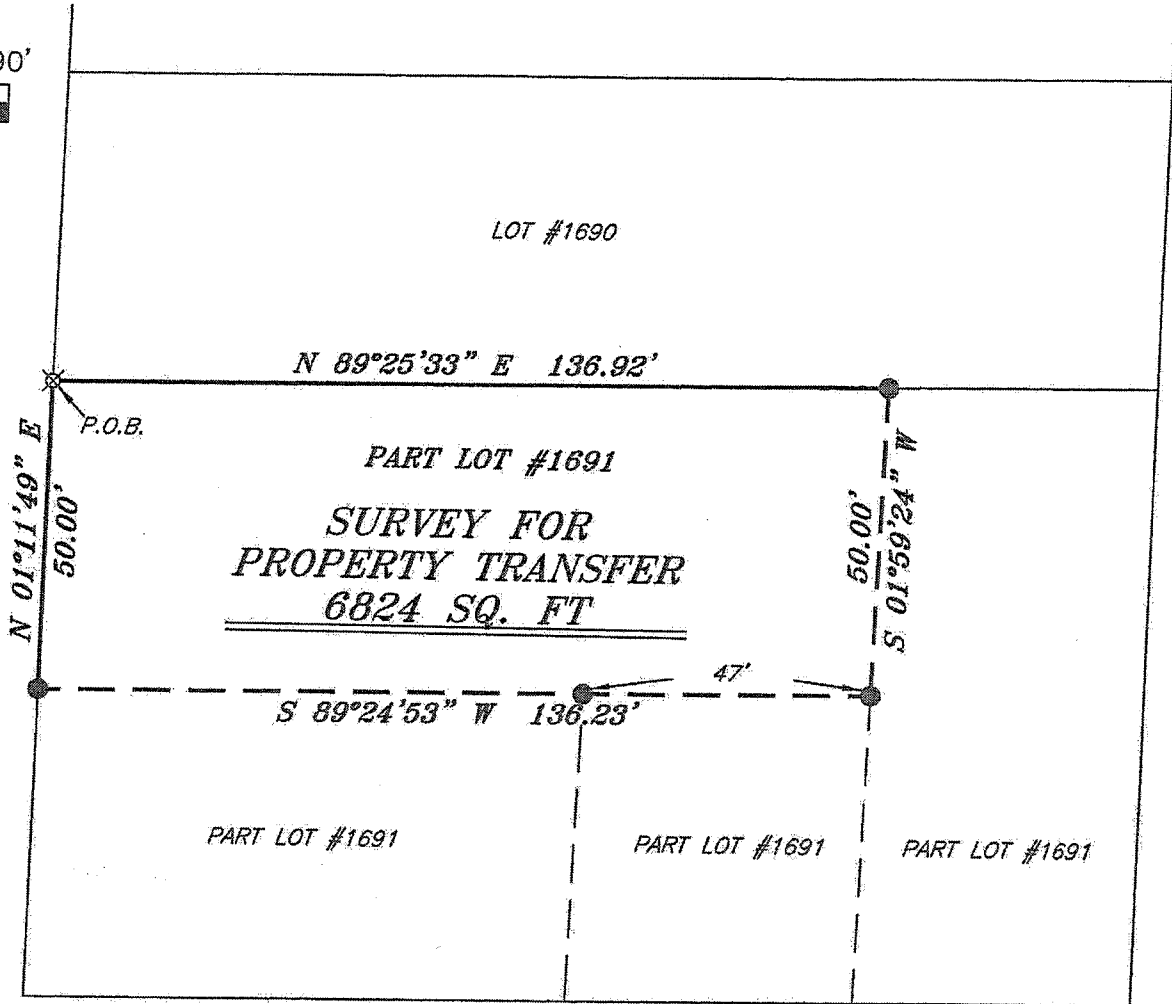 90'
LOT #1690
N 89°25'33" E 136.92'
P.O.B.
N 01°11'49" E
50.00'
PART LOT #1691
SURVEY FOR
PROPERTY TRANSFER
6824 SQ. FT
50.00'
S 01°59'24" W
47'
S 89°24'53" W 136.23'
PART LOT #1691
PART LOT #1691
PART LOT #1691